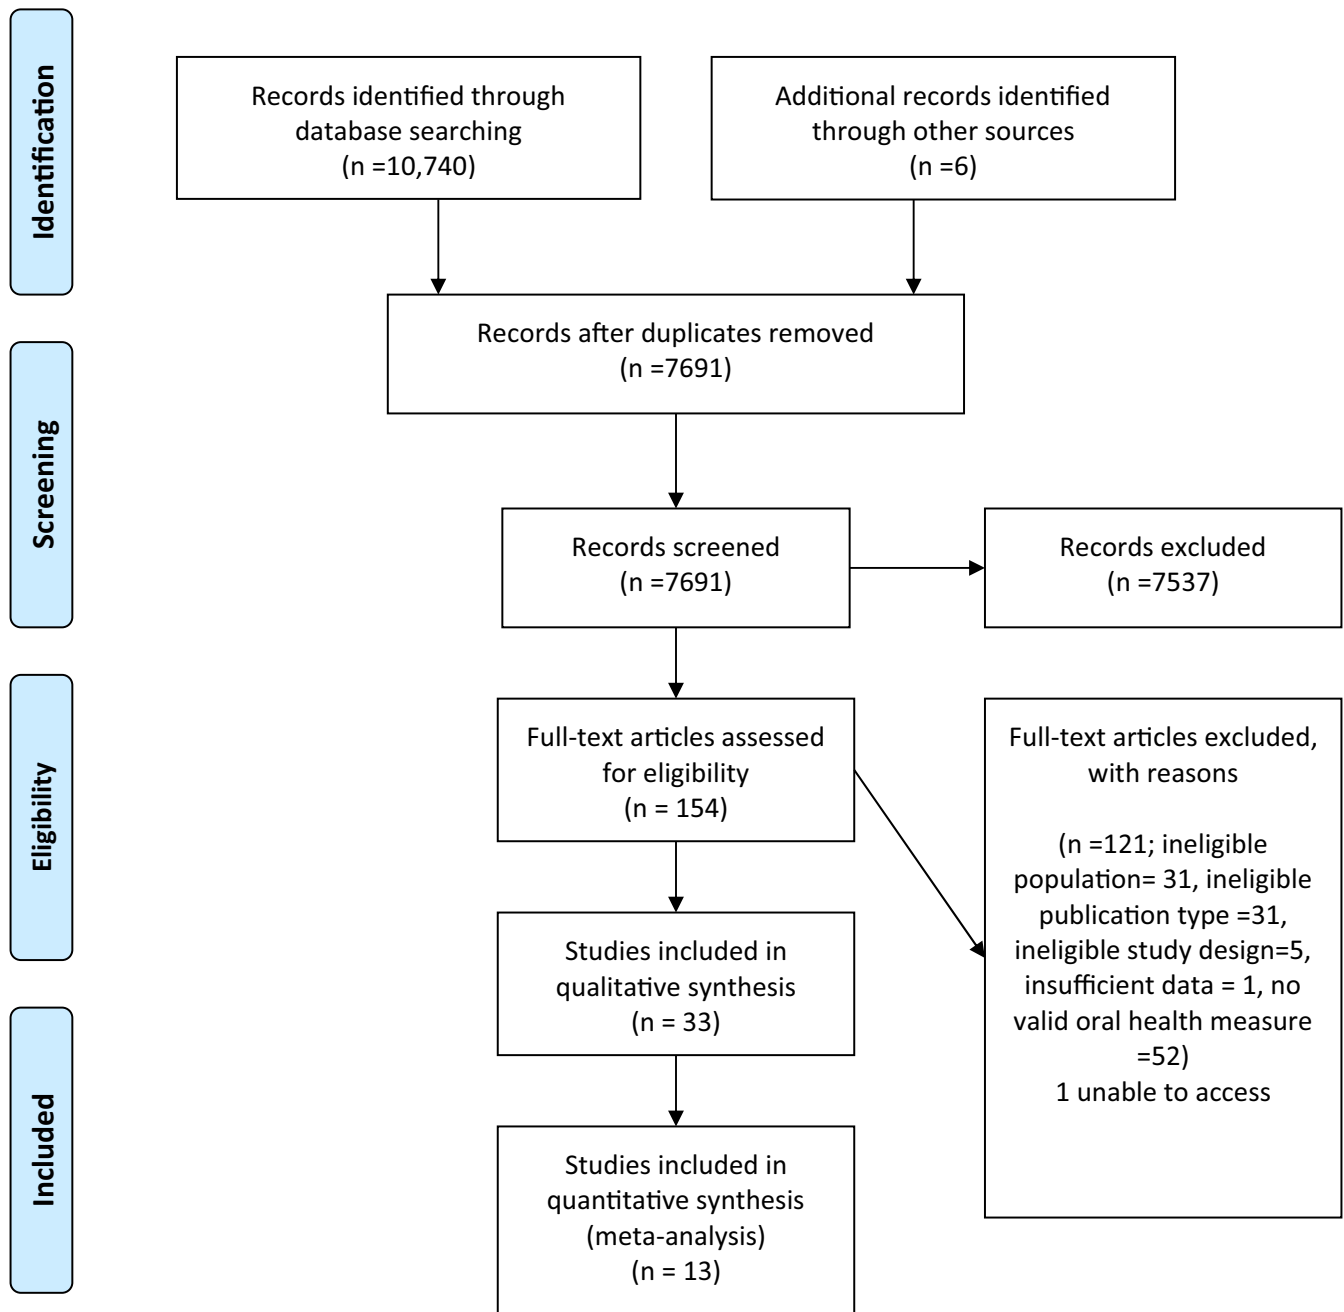 Identification
Records identified through
database searching
(n =10,740)
Additional records identified
through other sources
(n =6)
Records after duplicates removed
(n =7691)
Screening
Records screened
(n =7691)
Records excluded
(n =7537)
Eligibility
Full-text articles assessed
for eligibility
(n = 154)
Full-text articles excluded,
with reasons
(n =121; ineligible
population= 31, ineligible
publication type =31,
ineligible study design=5,
insufficient data = 1, no
valid oral health measure
=52)
1 unable to access
Studies included in
qualitative synthesis
(n = 33)
Included
Studies included in
quantitative synthesis
(meta-analysis)
(n = 13)